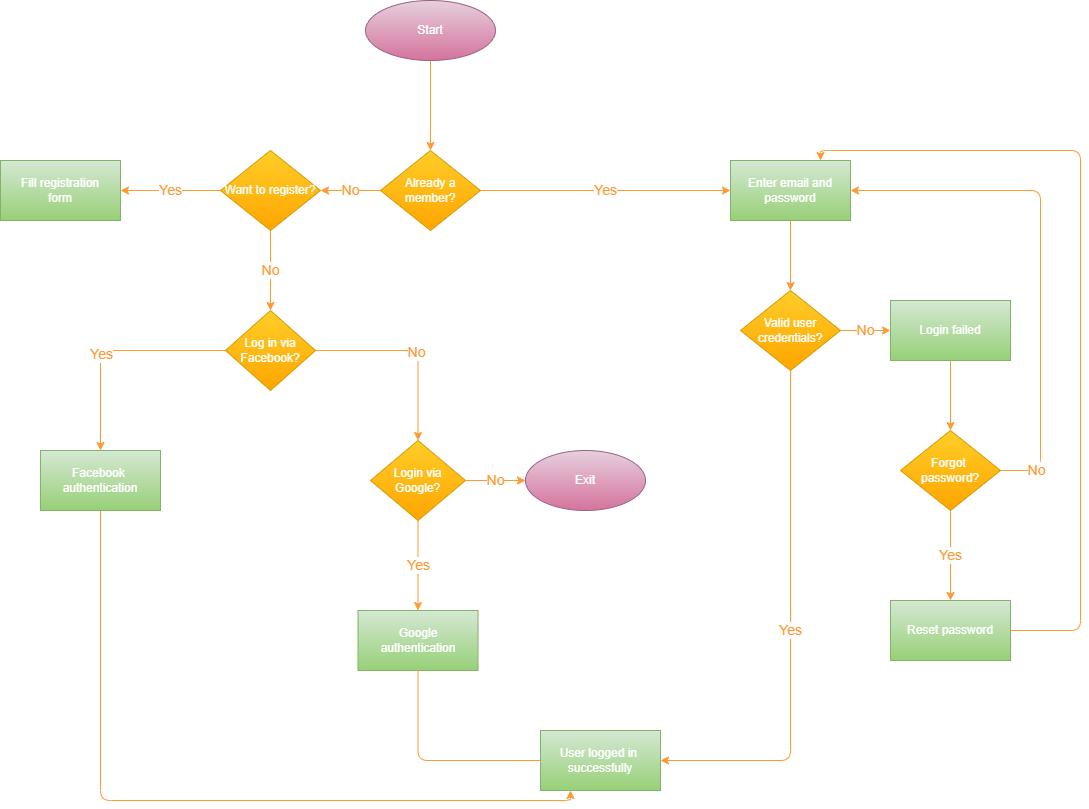 Start
Fill registration
form
Yes
Want to register?
No
Already a
member?
Yes
Enter email and
password
No
Log in via
Facebook?
Yes
No
Valid user
credentials?
No
Login failed
Facebook
authentication
Login via
Google?
No
Exit
Forgot
password?
No
Yes
Yes
Google
authentication
Yes
Reset password
User logged in
successfully